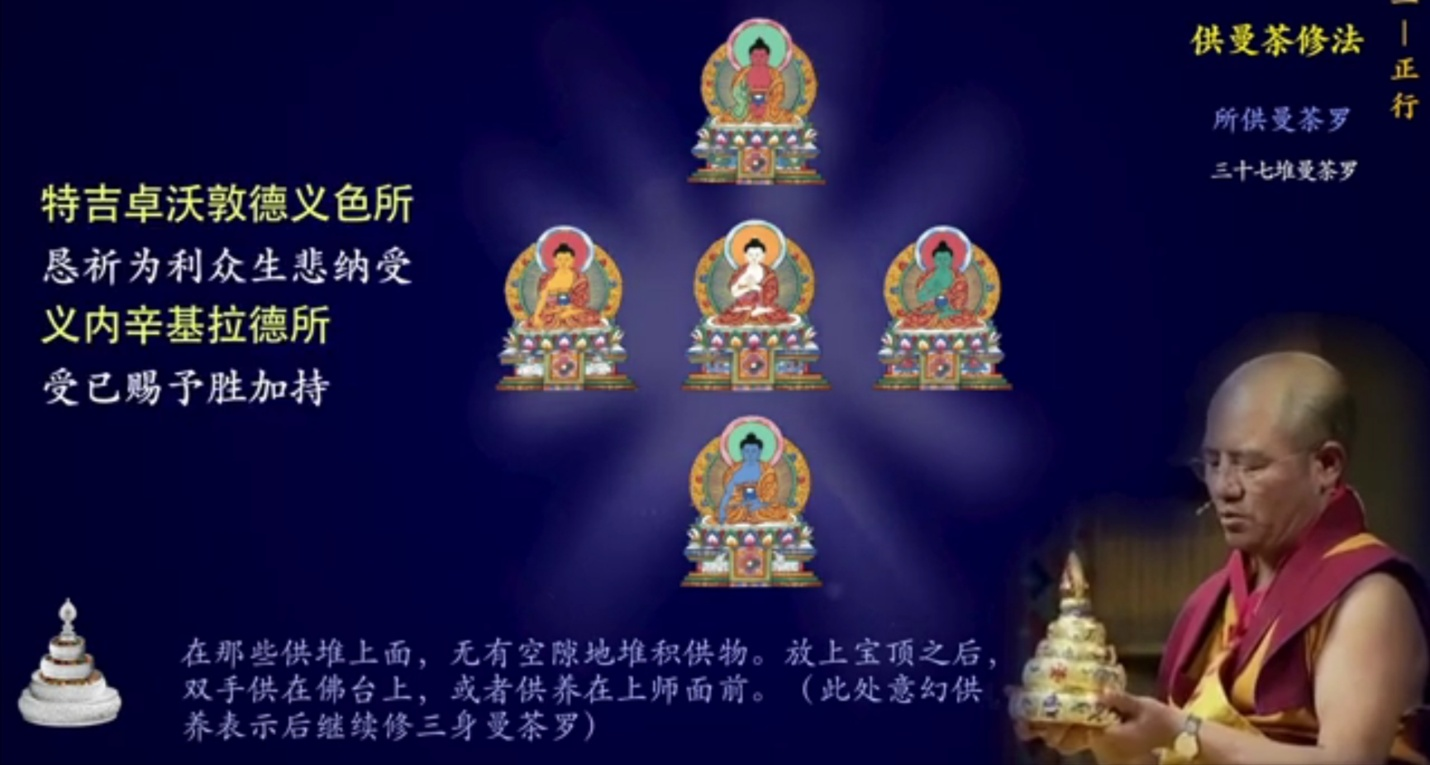 供曼茶修法
一正行
所供曼茶罗
三十七堆曼茶罗
特吉卓沃敦德义色所
恳祈为利众生悲纳受
义内辛基拉德所
受已赐予胜加持
在那些供堆上面，无有空隙地堆积供物。放上宝顶之后，
双手供在佛台上，或者供养在上师面前。（此处意幻供
养表示后继续修三身曼茶罗）